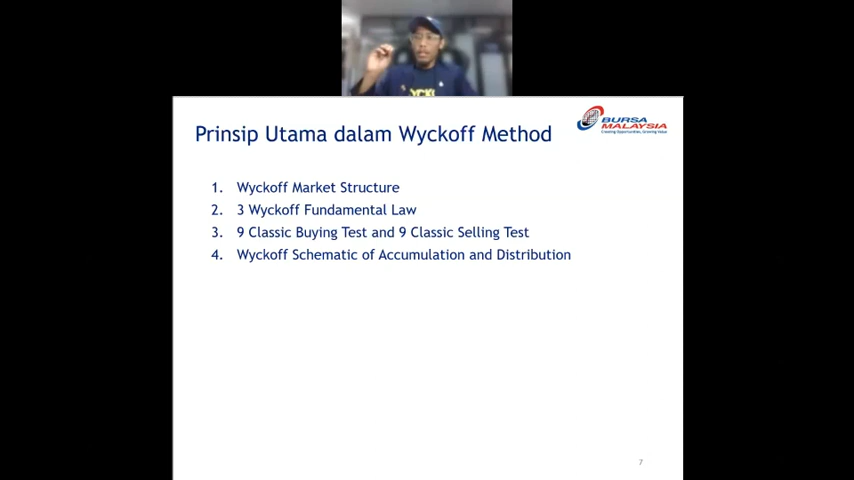 Prinsip Utama dalam Wyckoff Method
BURSA
MALAYSIA
1. Wyckoff Market Structure
2. 3 Wyckoff Fundamental Law
3. 9 Classic Buying Test and 9 Classic Selling Test
4. Wyckoff Schematic of Accumulation and Distribution
7